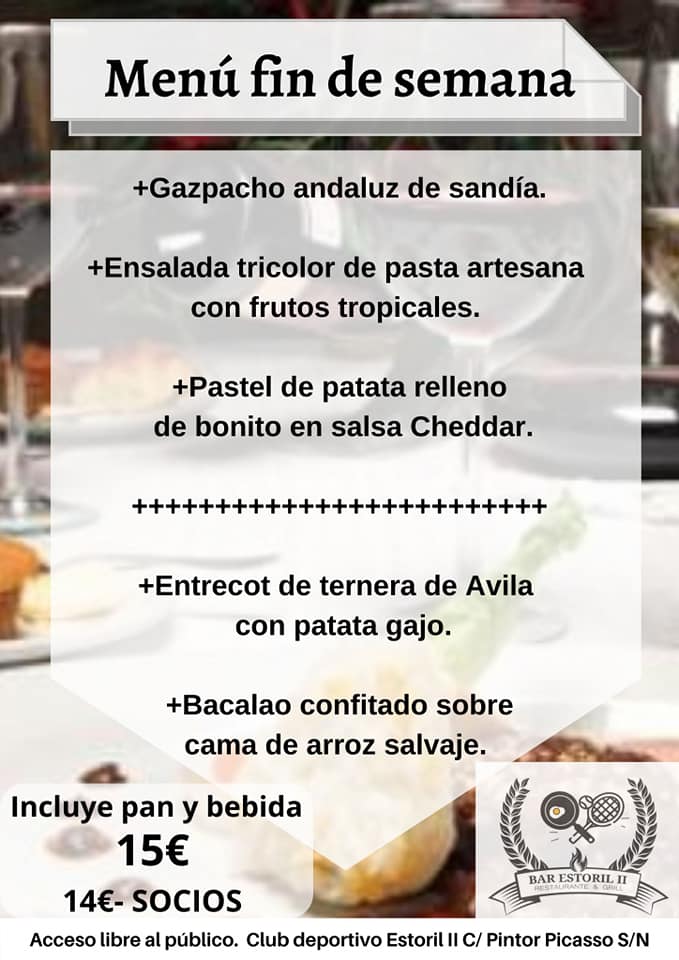 Menú fin de semana
+Gazpacho andaluz de sandía.
+Ensalada tricolor de pasta artesana
con frutos tropicales.
+Pastel de patata relleno
de bonito en salsa Cheddar.
++++++++++++++++++++++++++
+Entrecot de ternera de Avila
con patata gajo.
+Bacalao confitado sobre
cama de arroz salvaje.
Incluye pan y bebida
15€
14€- SOCIOS
BAR ESTORIL II
RESTAURANTE & GRILL
Acceso libre al público. Club deportivo Estoril II C/ Pintor Picasso S/N